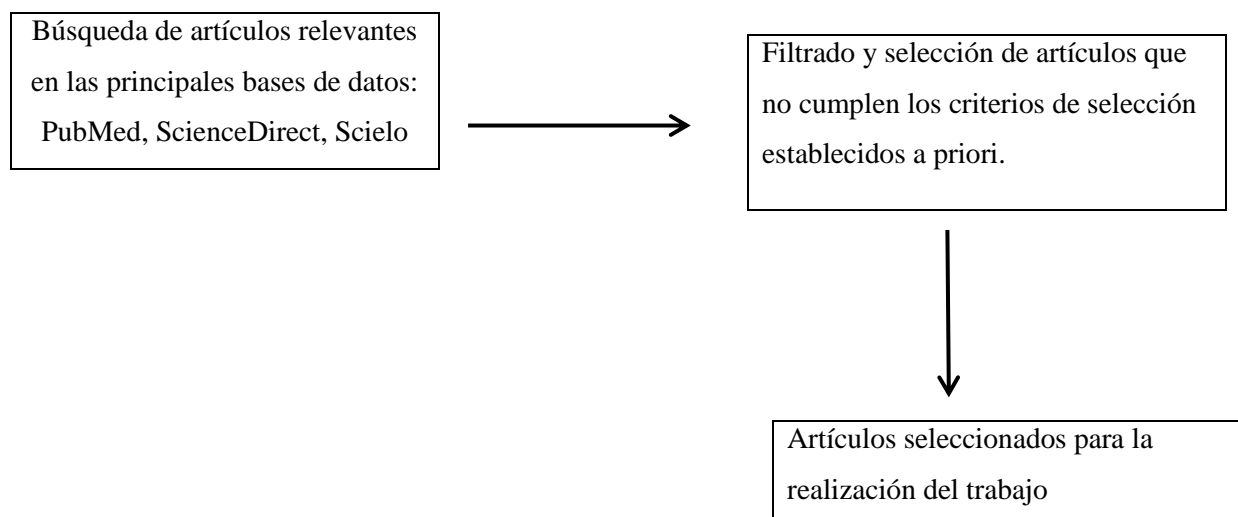 Búsqueda de artículos relevantes
en las principales bases de datos:
PubMed, ScienceDirect, Scielo
Filtrado y selección de artículos que
no cumplen los criterios de selección
establecidos a priori.
Artículos seleccionados para la
realización del trabajo